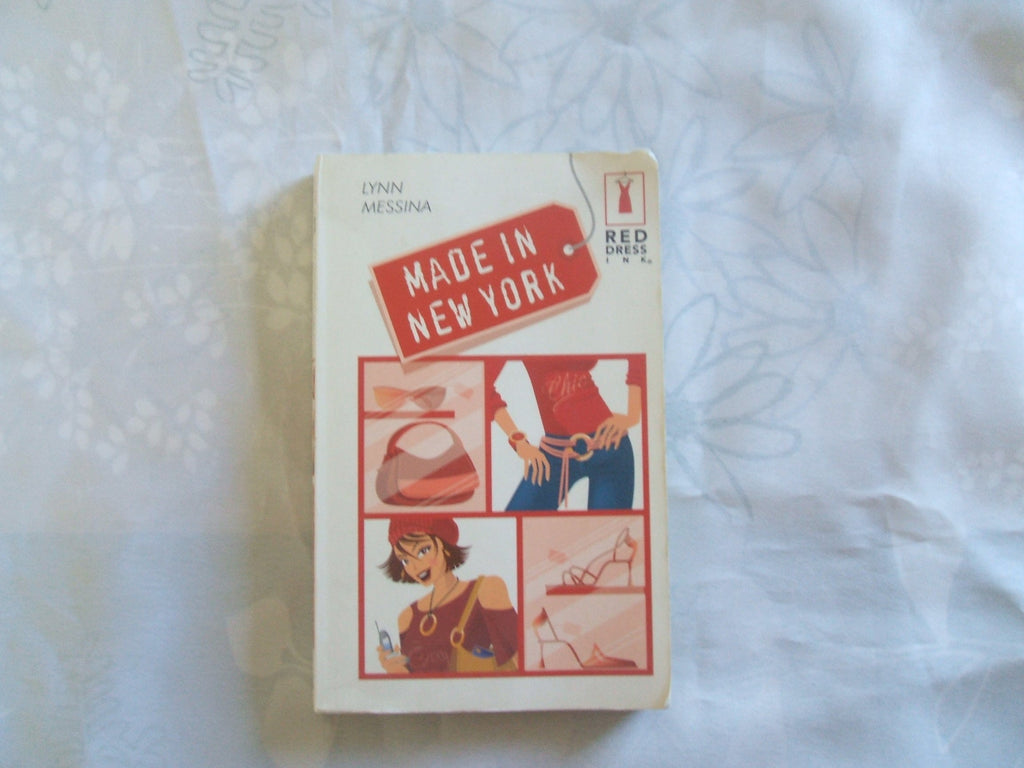 LYNN
MESSINA
MADE IN
NEW YORK
RED
DRESS
INK
Chic